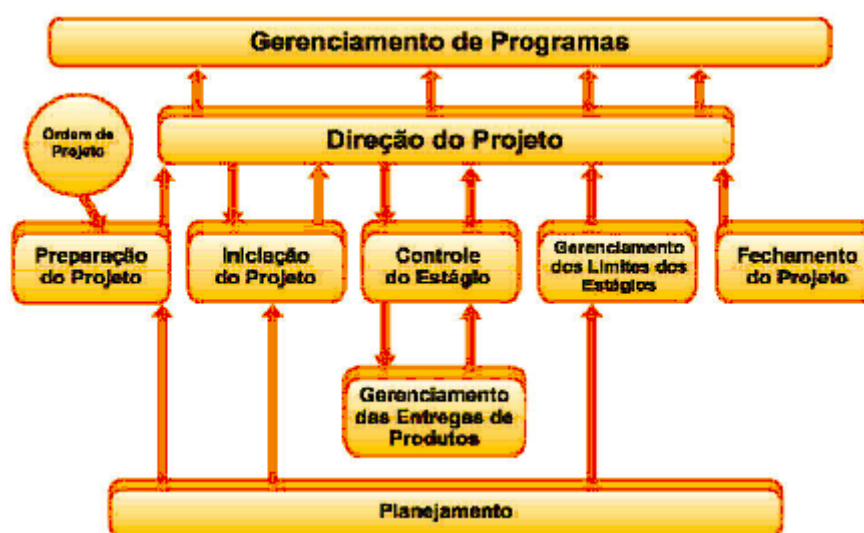 Gerenciamento de Programas
Ordem de
Projeto
Direção do Projeto
Preparação
do Projeto
Iniciação
do Projeto
Controle
do Estágio
Gerenciamento
dos Limites dos
Estágios
Fechamento
do Projeto
Gerenciamento
das Entregas de
Produtos
Planejamento